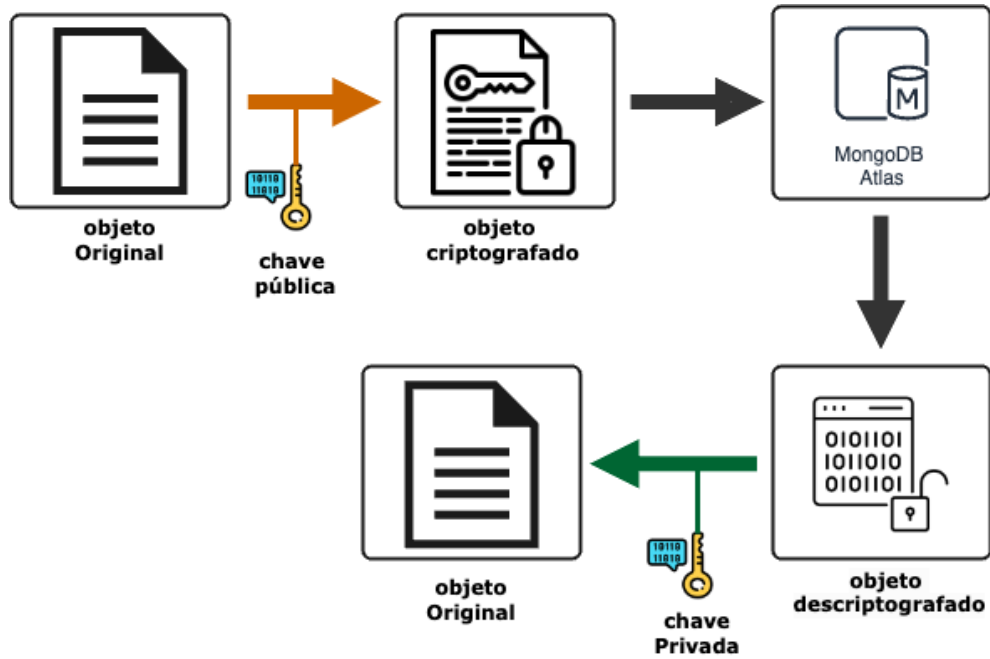 objeto
Original
10110
11010
chave
pública
objeto
criptografado
M
MongoDB
Atlas
0101101
1011010
0101101
objeto
descriptografado
10110
11010
chave
Privada
objeto
Original